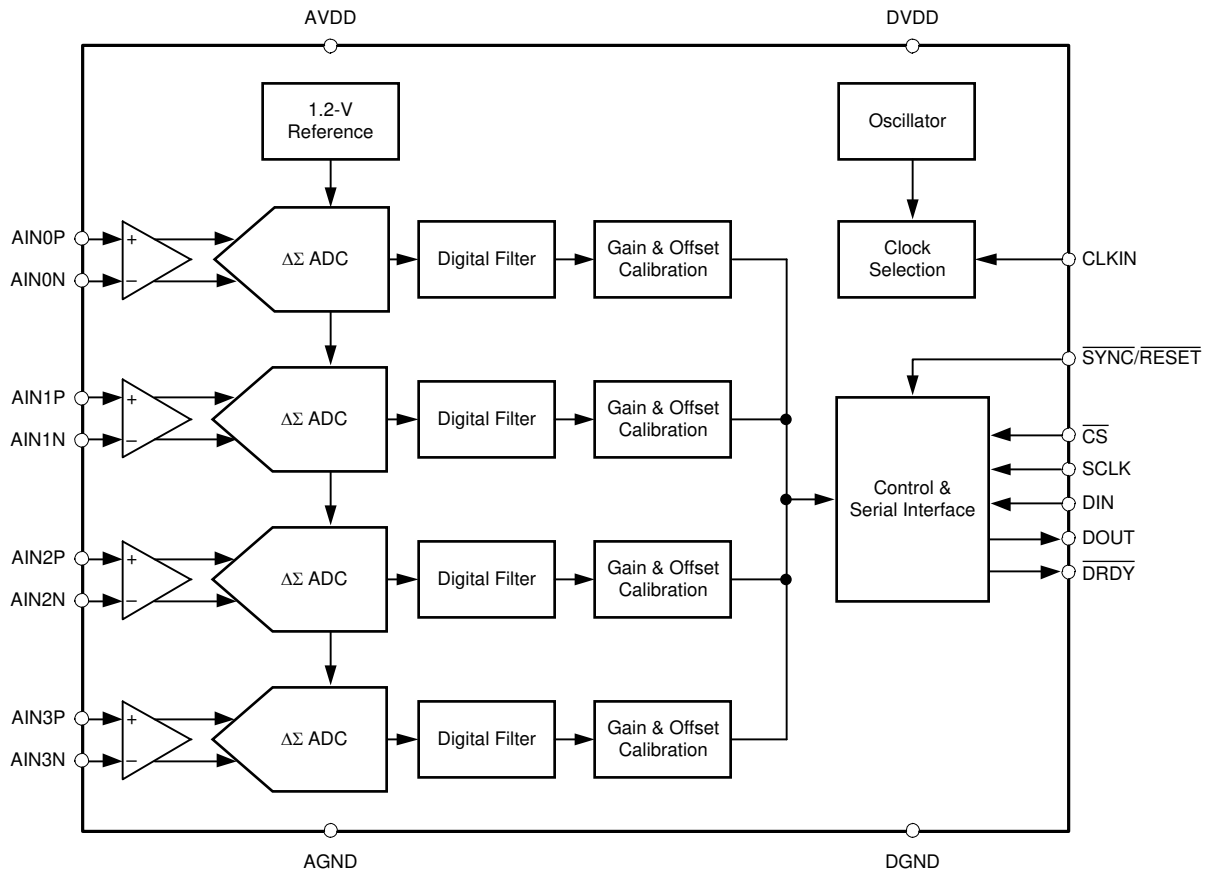 AVDD
DVDD
1.2-V
Reference
Oscillator
AIN0P
+
ΔΣ ADC
Digital Filter
Gain & Offset
Calibration
Clock
Selection
CLKIN
AIN0N
–
SYNC/RESET
AIN1P
+
ΔΣ ADC
Digital Filter
Gain & Offset
Calibration
AIN1N
–
CS
SCLK
Control &
Serial Interface
DIN
DOUT
DRDY
AIN2P
+
ΔΣ ADC
Digital Filter
Gain & Offset
Calibration
AIN2N
–
AIN3P
+
ΔΣ ADC
Digital Filter
Gain & Offset
Calibration
AIN3N
–
AGND
DGND